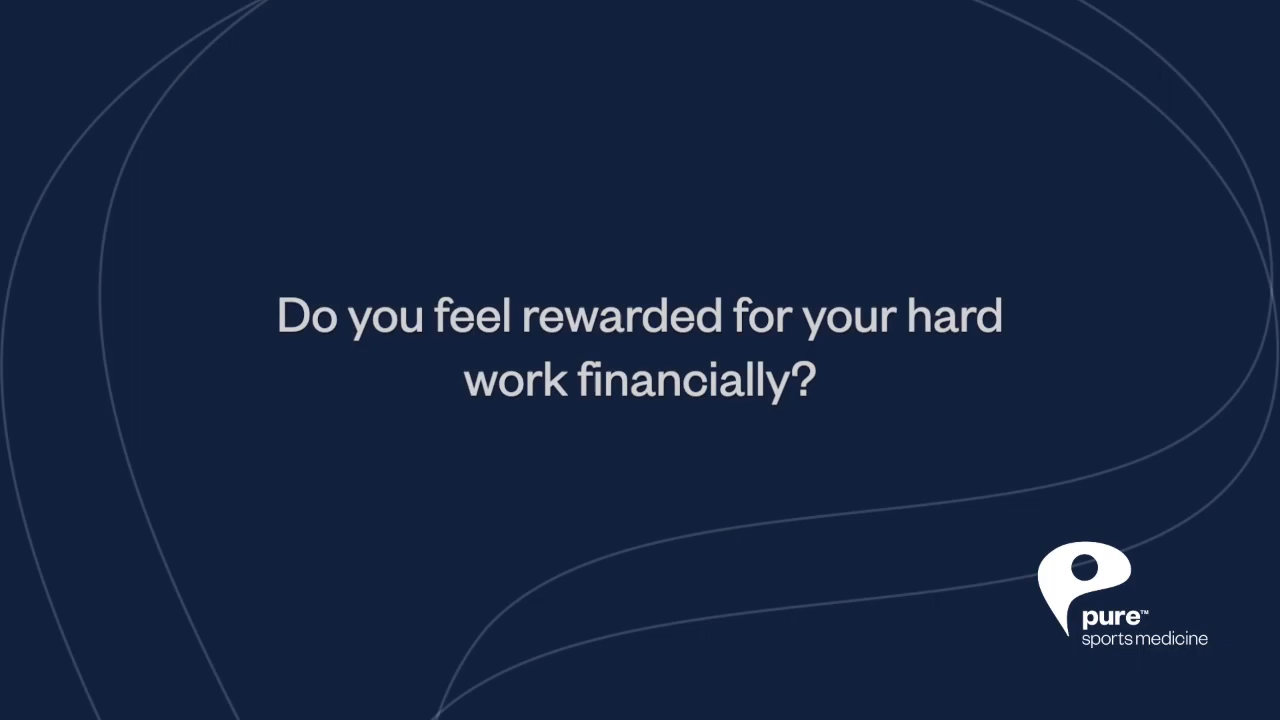 Do you feel rewarded for your hard
work financially?
pure™
sports medicine